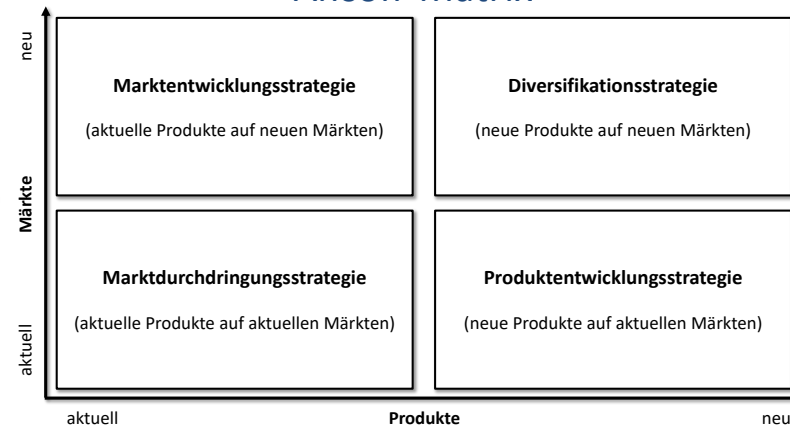 neu
Marktentwicklungsstrategie
(aktuelle Produkte auf neuen Märkten)
Diversifikationsstrategie
(neue Produkte auf neuen Märkten)
Märkte
Marktdurchdringungsstrategie
(aktuelle Produkte auf aktuellen Märkten)
Produktentwicklungsstrategie
(neue Produkte auf aktuellen Märkten)
aktuell
aktuell
Produkte
neu